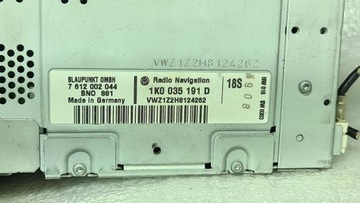 VWZ1Z2H8124262
BLAUPUNKT GMBH
7 612 002 044
BNO 881
Made in Germany
Radio Navigation
1K0 035 191 D
VWZ1Z2H8124262
18S